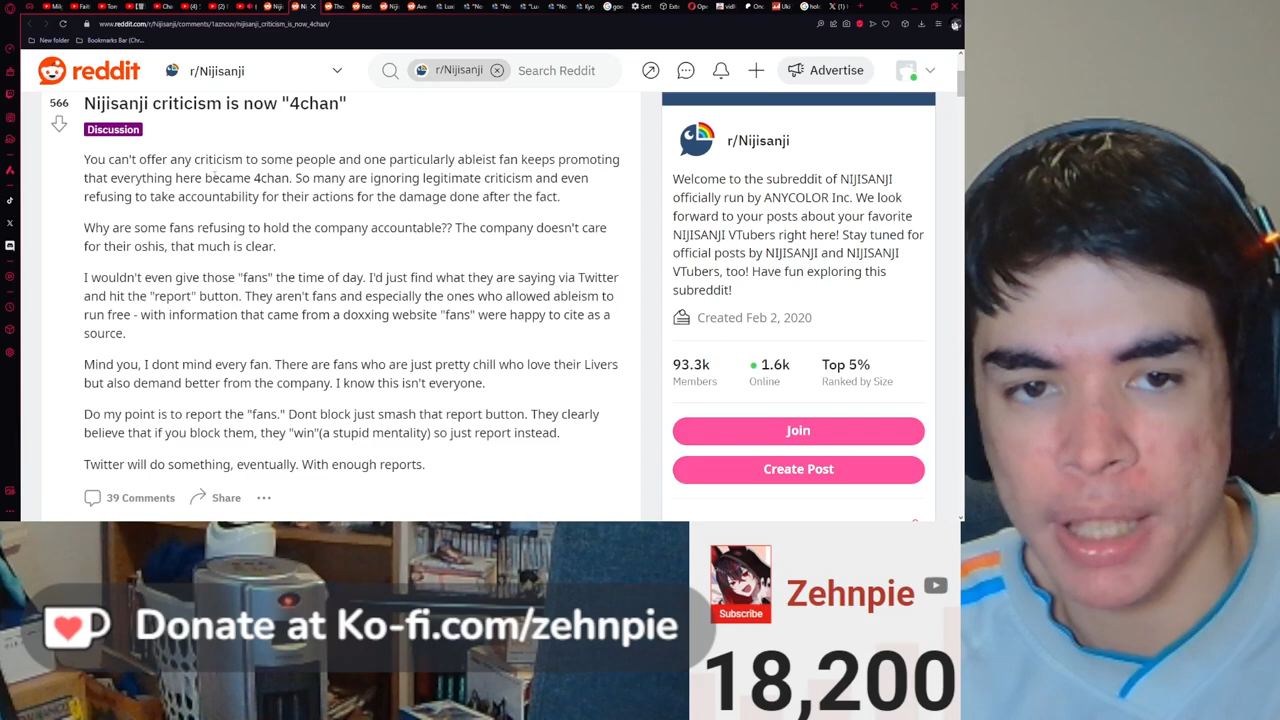 www.reddit.com/r/Nijisanji/comments/1azncuv/nijisanji_criticism_is_now_4chan/
New folder
Bookmarks Bar (Chr...
reddit
r/Nijisanji
r/Nijisanji
Search Reddit
Advertise
566
Nijisanji criticism is now "4chan"
Discussion
You can't offer any criticism to some people and one particularly ableist fan keeps promoting
that everything here became 4chan. So many are ignoring legitimate criticism and even
refusing to take accountability for their actions for the damage done after the fact.
Why are some fans refusing to hold the company accountable?? The company doesn't care
for their oshis, that much is clear.
I wouldn't even give those "fans" the time of day. I'd just find what they are saying via Twitter
and hit the "report" button. They aren't fans and especially the ones who allowed ableism to
run free - with information that came from a doxxing website "fans" were happy to cite as a
source.
Mind you, I dont mind every fan. There are fans who are just pretty chill who love their Livers
but also demand better from the company. I know this isn't everyone.
Do my point is to report the "fans." Dont block just smash that report button. They clearly
believe that if you block them, they "win"(a stupid mentality) so just report instead.
Twitter will do something, eventually. With enough reports.
39 Comments
Share
r/Nijisanji
Welcome to the subreddit of NIJISANJI
officially run by ANYCOLOR Inc. We look
forward to your posts about your favorite
NIJISANJI VTubers right here! Stay tuned for
official posts by NIJISANJI and NIJISANJI
VTubers, too! Have fun exploring this
subreddit!
Created Feb 2, 2020
93.3k
1.6k
Top 5%
Members
Online
Ranked by Size
Join
Create Post
Donate at Ko-fi.com/zehnpie
Subscribe
Zehnpie
18,200